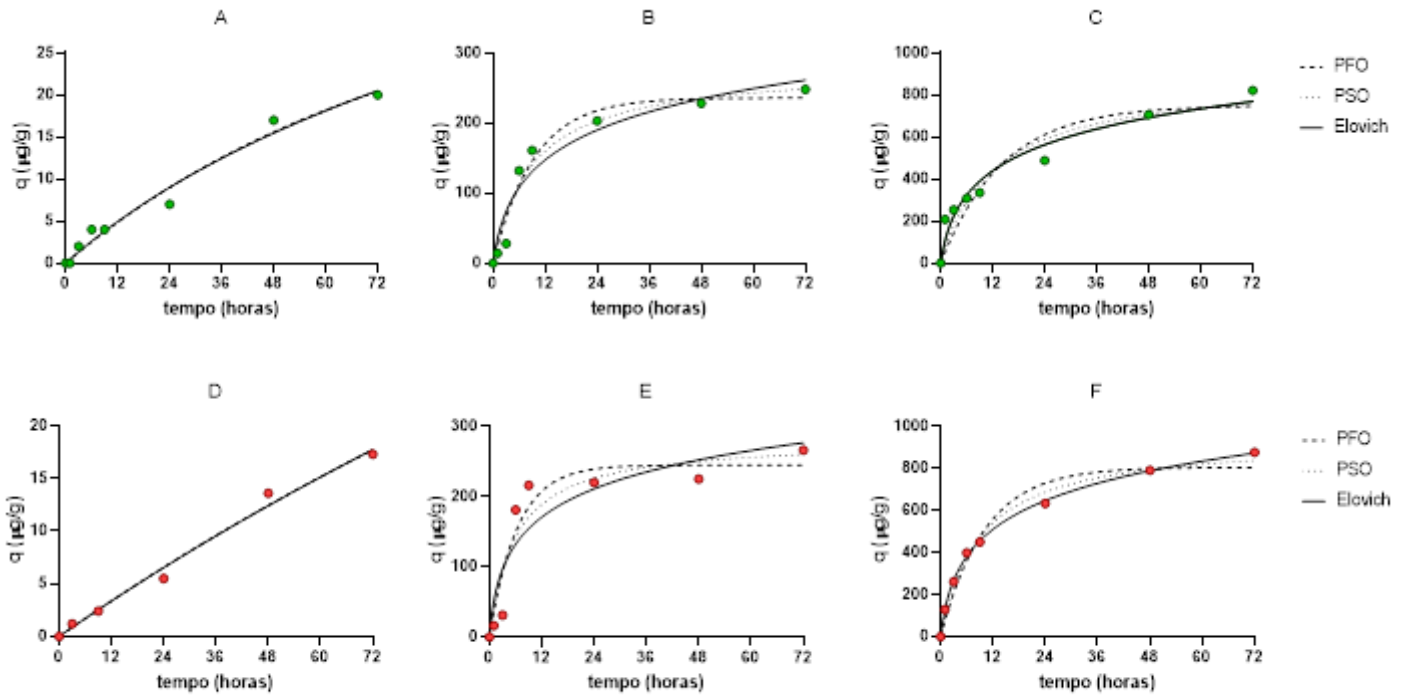 A
B
C
25
20
15
10
5
0
q (µg/g)
0 12 24 36 48 60 72
tempo (horas)
300
200
100
0
q (µg/g)
0 12 24 36 48 60 72
tempo (horas)
1000
800
600
400
200
0
q (µg/g)
0 12 24 36 48 60 72
tempo (horas)
PFO
PSO
Elovich
D
E
F
20
15
10
5
0
q (µg/g)
0 12 24 36 48 60 72
tempo (horas)
300
200
100
0
q (µg/g)
0 12 24 36 48 60 72
tempo (horas)
1000
800
600
400
200
0
q (µg/g)
0 12 24 36 48 60 72
tempo (horas)
PFO
PSO
Elovich